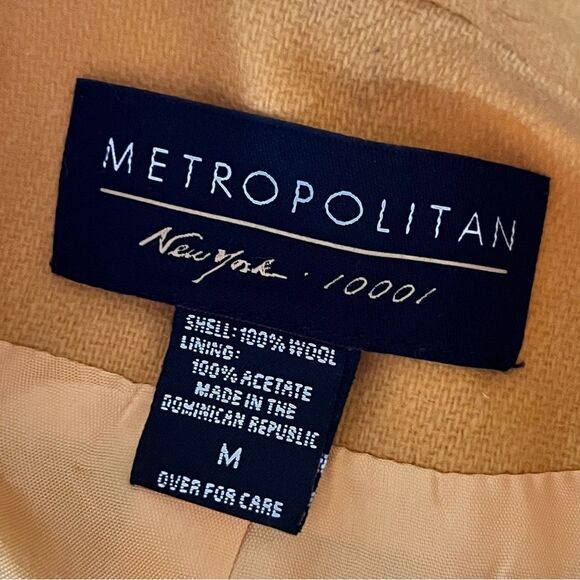 METROPOLITAN
New York · 10001
SHELL: 100% WOOL
LINING:
100% ACETATE
MADE IN THE
DOMINICAN REPUBLIC
M
OVER FOR CARE